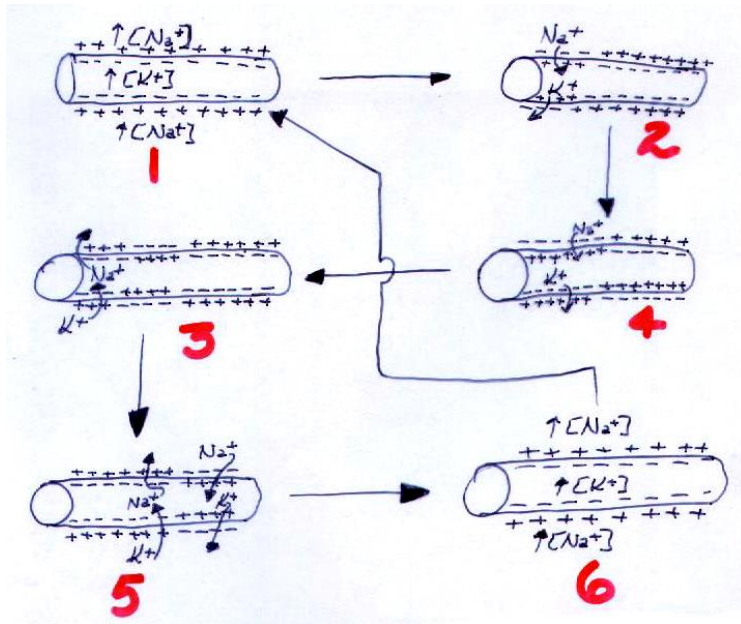 ↑[Na+]
↑[K+]
↑[Na+]
1
Na+
K+
2
Na+
K+
3
Na+
K+
4
Na+
K+
Na+
K+
5
↑[Na+]
↑[K+]
↑[Na+]
6